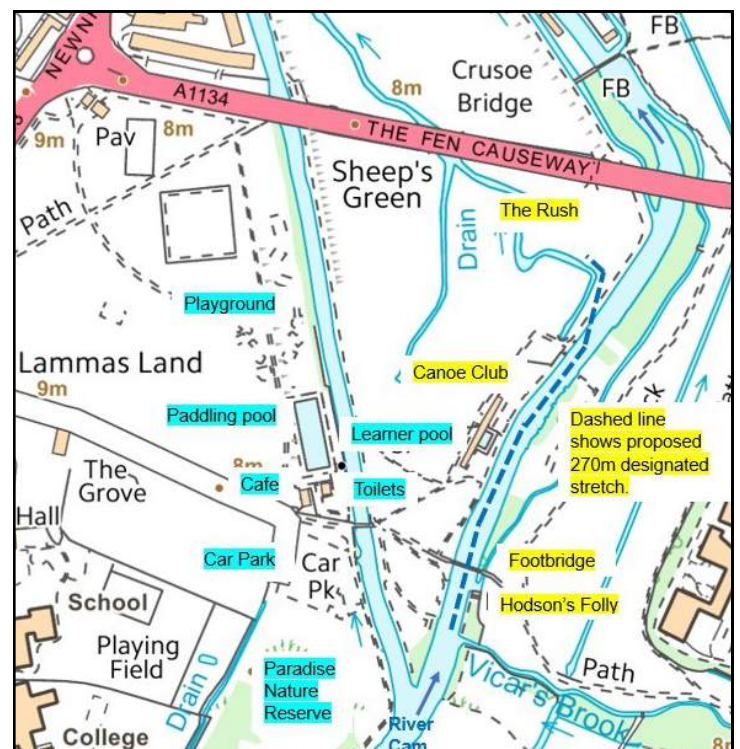 FB
NEWN
Crusoe
Bridge
8m
FB
A1134
9m
Pav
8m
THE FEN CAUSEWAY
Sheep's
Green
Path
The Rush
Drain
Playground
Lammas Land
9m
Canoe Club
Paddling pool
Learner pool
Dashed line
shows proposed
270m designated
stretch.
The
Grove
8m
Cafe
Toilets
Hall
Car Park
Car
Pk
Footbridge
Hodson's Folly
School
Playing
Field
Drain
Paradise
Nature
Reserve
Path
Vicar's Brook
College
River
Cam
8m